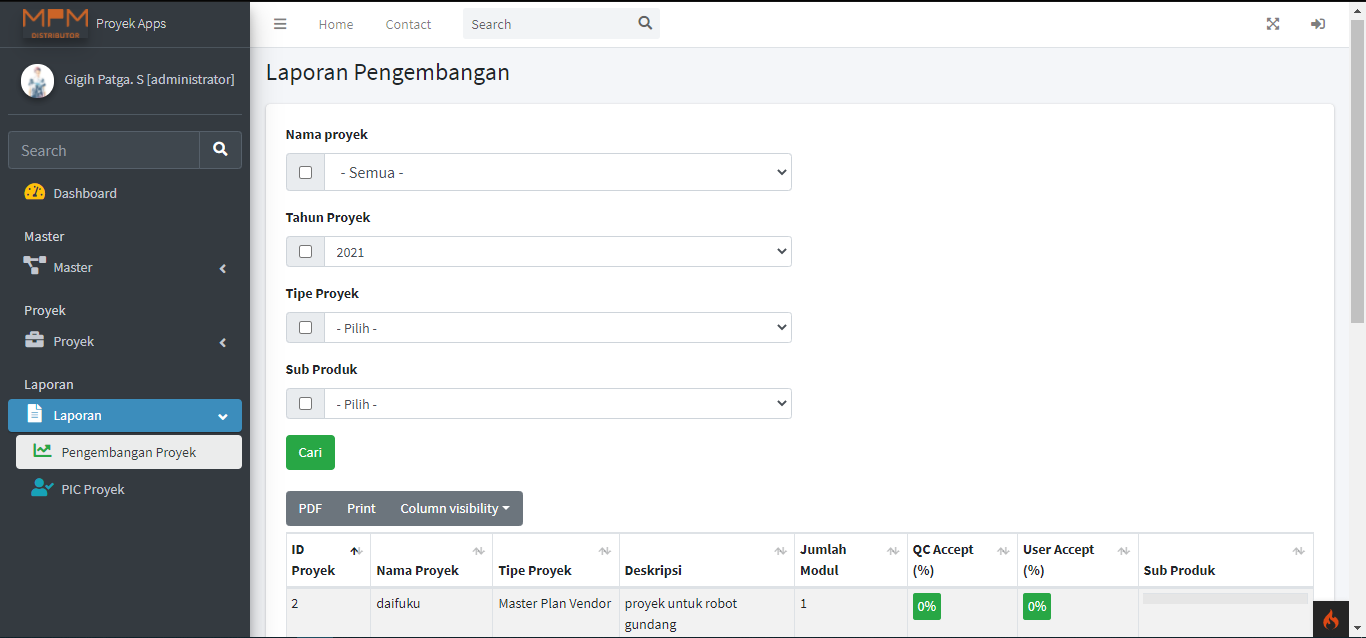 MPM
DISTRIBUTOR
Proyek Apps
Home
Contact
Search
Gigih Patga. S [administrator]
Search
Dashboard
Master
Master
Proyek
Proyek
Laporan
Laporan
Pengembangan Proyek
PIC Proyek
Laporan Pengembangan
Nama proyek
- Semua -
Tahun Proyek
2021
Tipe Proyek
- Pilih -
Sub Produk
- Pilih -
Cari
PDF Print Column visibility
ID Proyek
Nama Proyek
Tipe Proyek
Deskripsi
Jumlah Modul
QC Accept (%)
User Accept (%)
Sub Produk
2 daifuku Master Plan Vendor proyek untuk robot 1 0% 0%
gundang